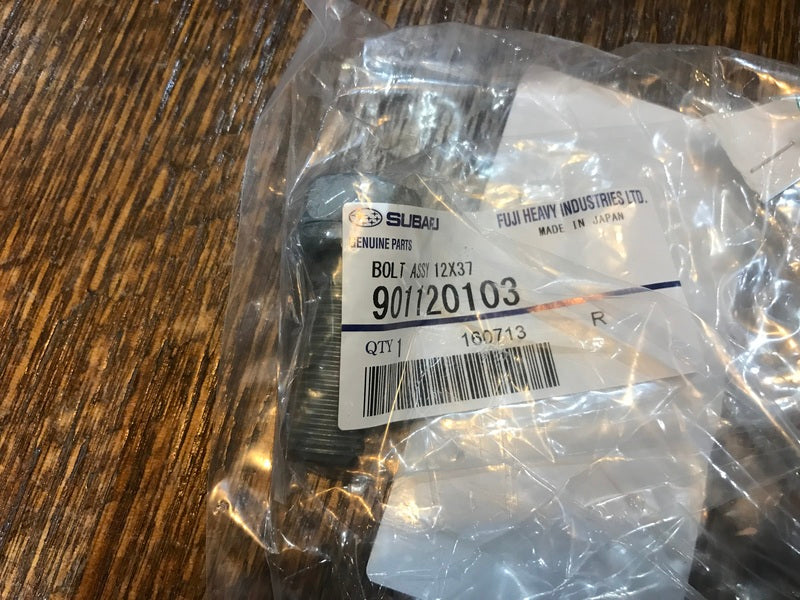 SUBARU
FUJI HEAVY INDUSTRIES LTD.
GENUINE PARTS
MADE IN JAPAN
BOLT ASSY 12X37
901120103
QTY 1 160713 R